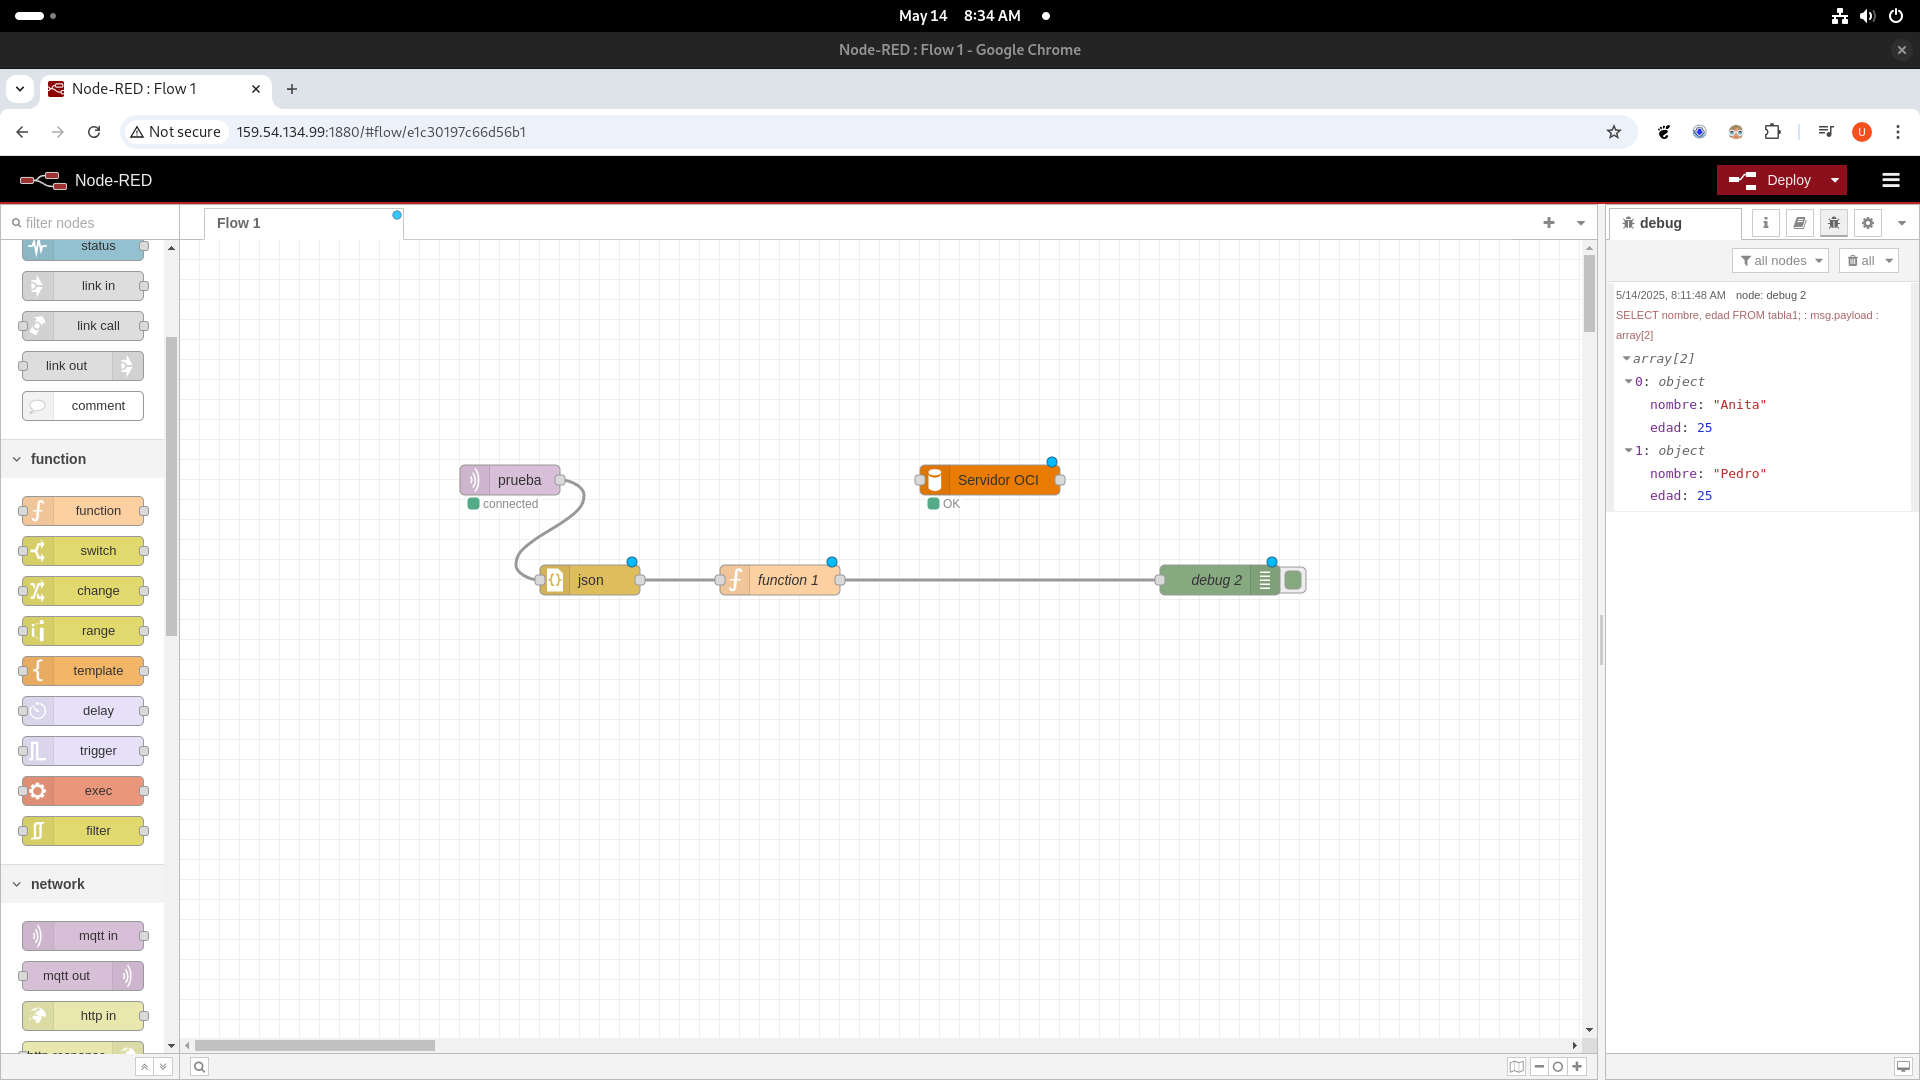 May 14 8:34 AM
Node-RED : Flow 1 - Google Chrome
Node-RED : Flow 1
Not secure 159.54.134.99:1880/#flow/e1c30197c66d56b1
U
Node-RED
Deploy
filter nodes
status
link in
link call
link out
comment
function
function
switch
change
range
template
delay
trigger
exec
filter
network
mqtt in
mqtt out
http in
http response
Flow 1
prueba
connected
json
function 1
Servidor OCI
OK
debug 2
debug
all nodes
all
5/14/2025, 8:11:48 AM node: debug 2
SELECT nombre, edad FROM tabla1; : msg.payload :
array[2]
array[2]
0: object
nombre: "Anita"
edad: 25
1: object
nombre: "Pedro"
edad: 25